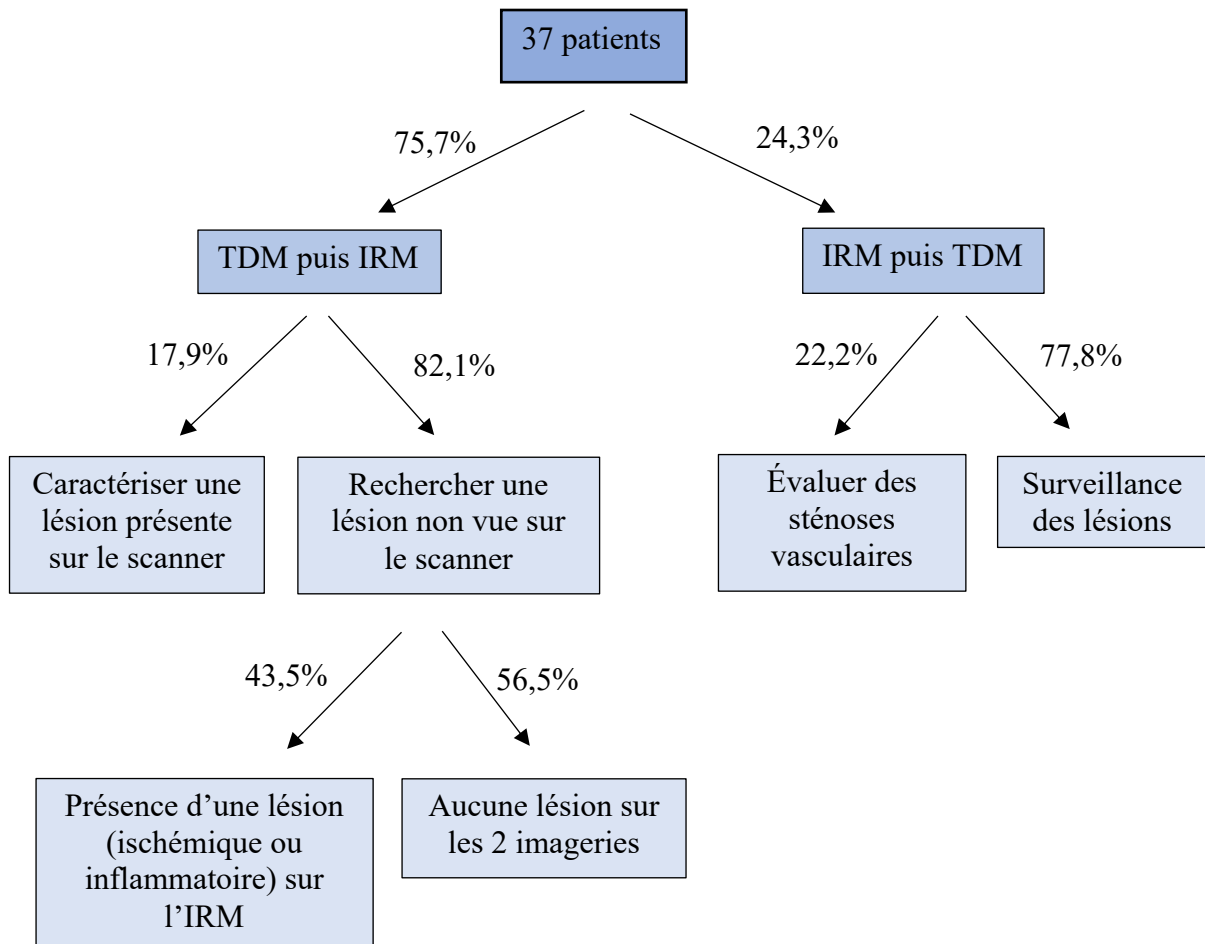 37 patients
75,7%
24,3%
TDM puis IRM
IRM puis TDM
17,9%
82,1%
22,2%
77,8%
Caractériser une
lésion présente
sur le scanner
Rechercher une
lésion non vue sur
le scanner
Évaluer des
sténoses
vasculaires
Surveillance
des lésions
43,5%
56,5%
Présence d’une lésion
(ischémique ou
inflammatoire) sur
l’IRM
Aucune lésion sur
les 2 imageries